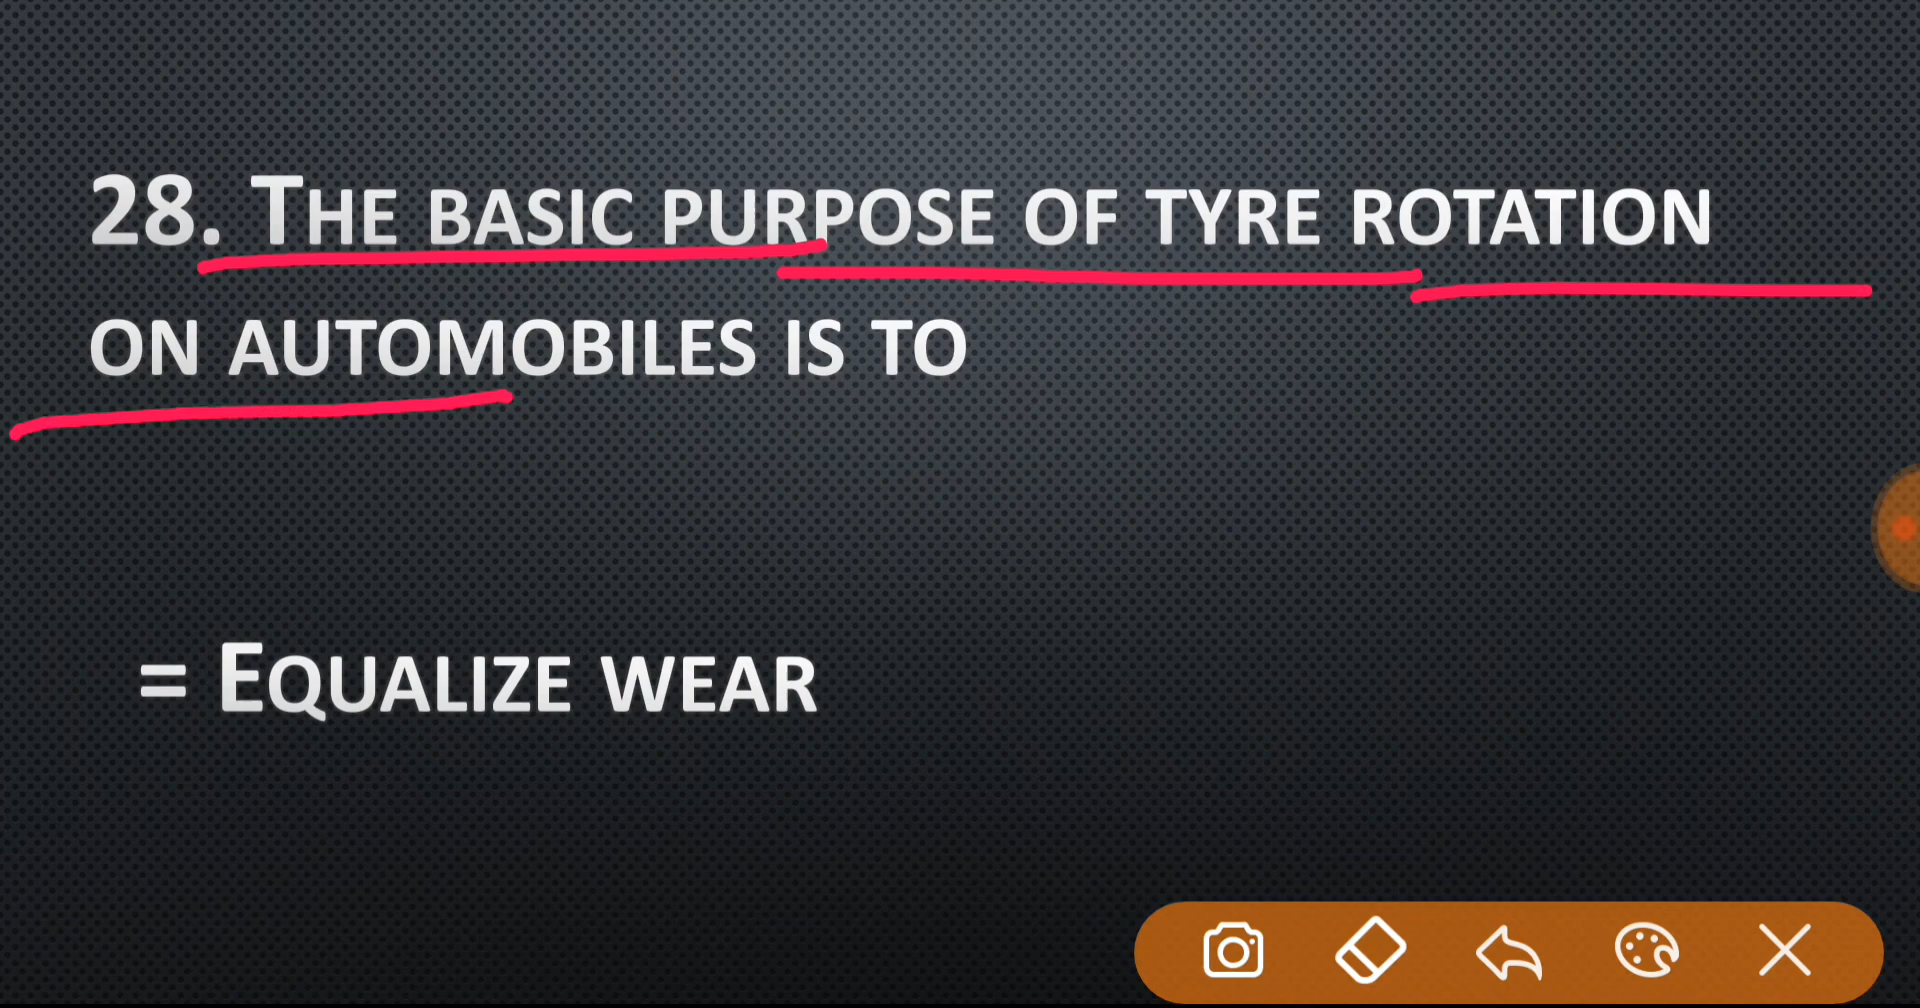 28. The basic purpose of tyre rotation
on automobiles is to
= Equalize wear